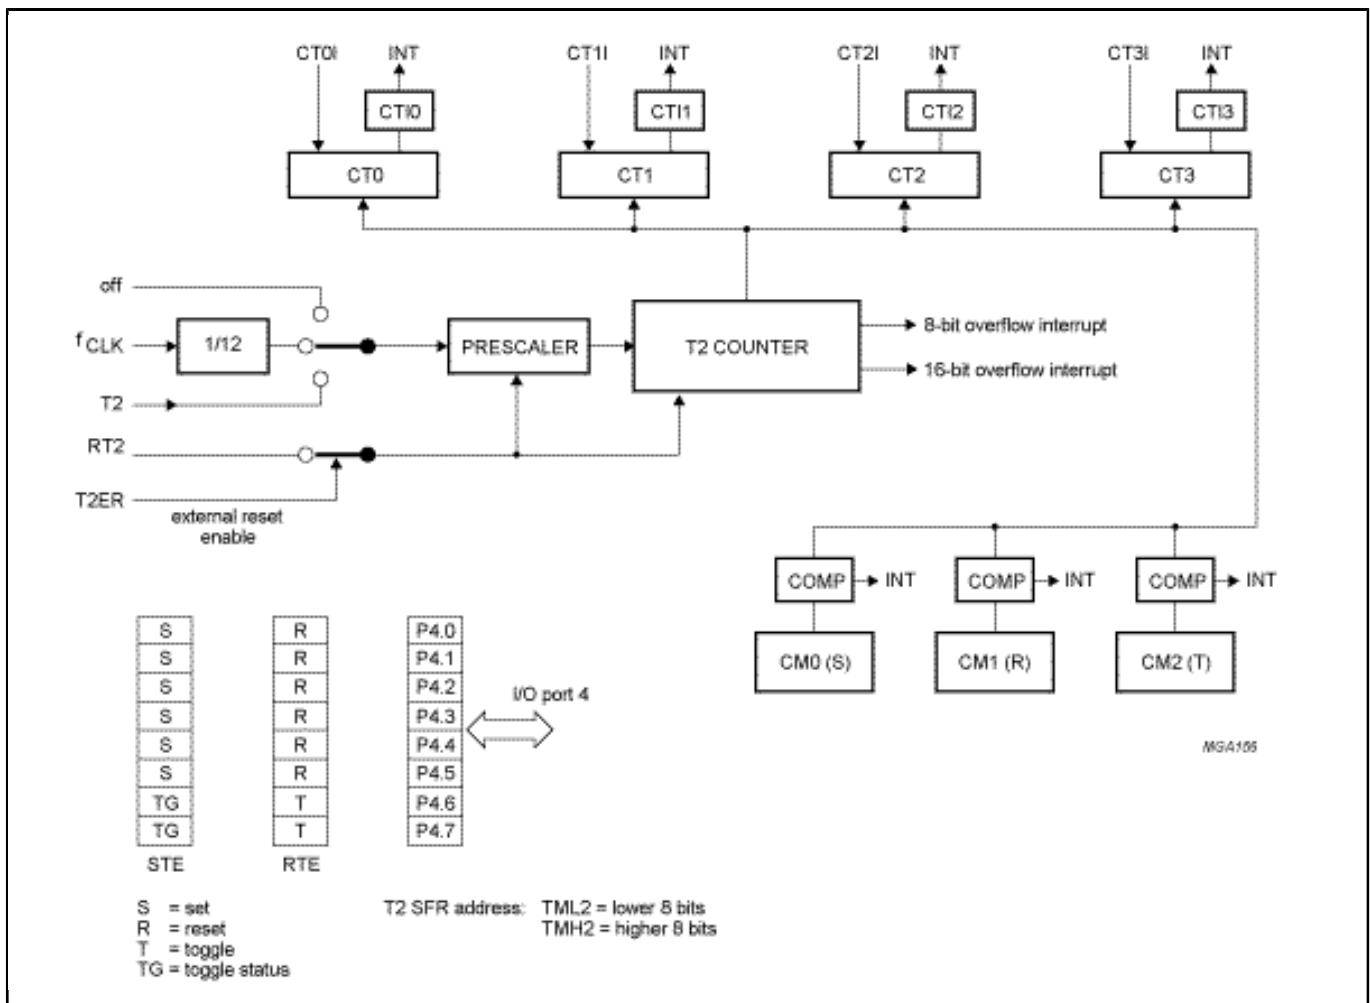 CT0I INT CT1I INT CT2I INT CT3I INT
CTI0 CTI1 CTI2 CTI3
CT0 CT1 CT2 CT3
off
f CLK 1/12 PRESCALER T2 COUNTER
8-bit overflow interrupt
16-bit overflow interrupt
T2
RT2
T2ER
external reset
enable
COMP INT COMP INT COMP INT
CM0 (S) CM1 (R) CM2 (T)
S R P4.0
S R P4.1
S R P4.2
S R P4.3
S R P4.4
S R P4.5
TG T P4.6
TG T P4.7
I/O port 4
STE RTE
MGA166
S = set
R = reset
T = toggle
TG = toggle status
T2 SFR address: TML2 = lower 8 bits
TMH2 = higher 8 bits